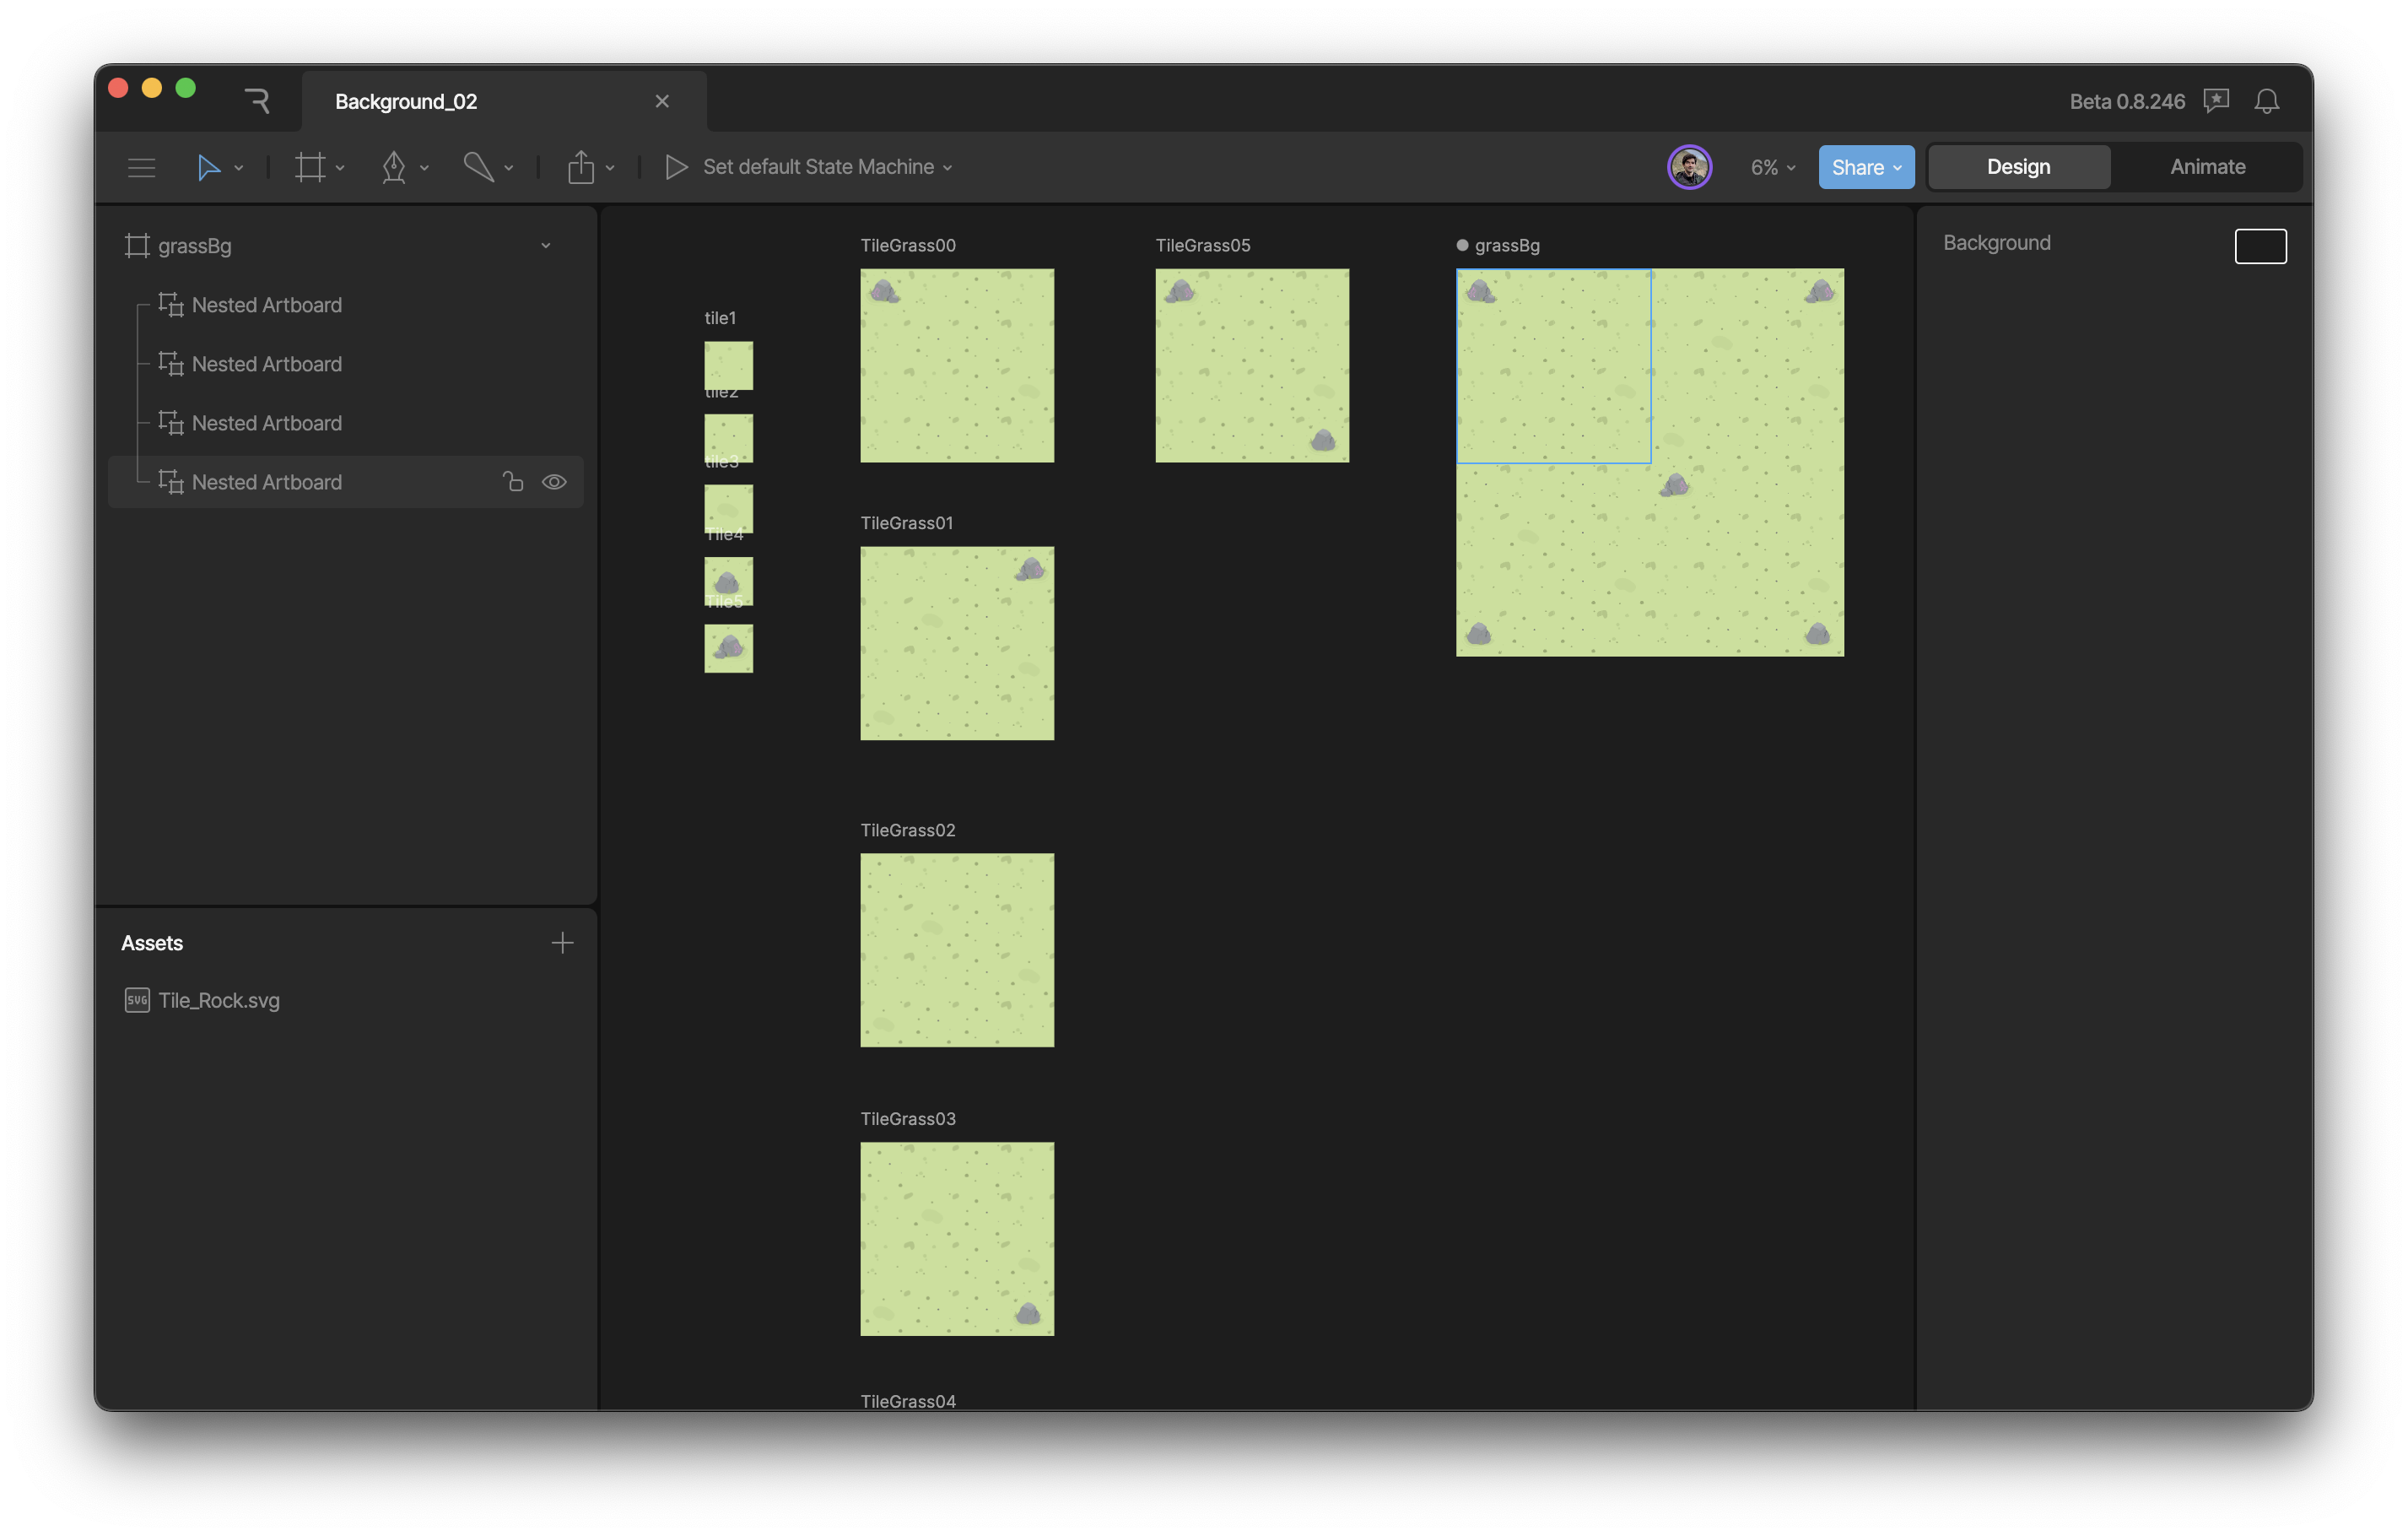 Background_02
Beta 0.8.246
Set default State Machine
6%
Share
Design
Animate
grassBg
Nested Artboard
Nested Artboard
Nested Artboard
Nested Artboard
Assets
SVG Tile_Rock.svg
tile1
tile2
tile3
Tile4
Tile5
TileGrass00
TileGrass05
grassBg
TileGrass01
TileGrass02
TileGrass03
TileGrass04
Background